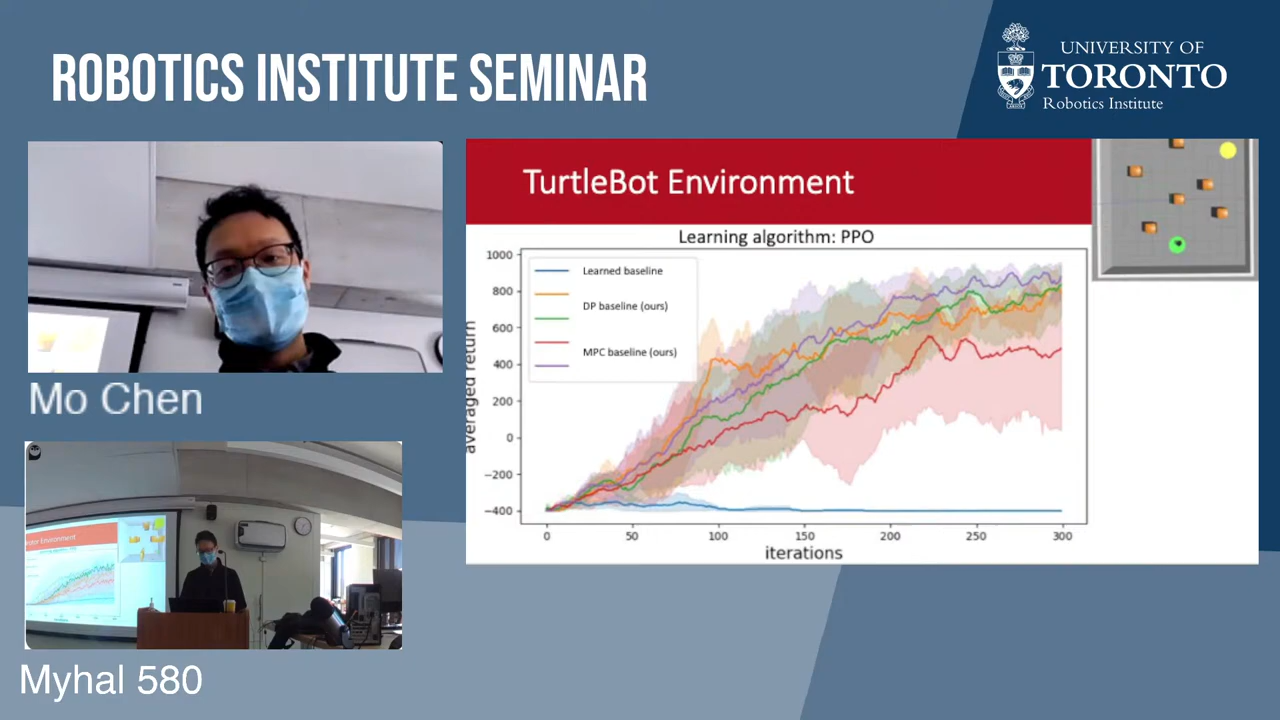 ROBOTICS INSTITUTE SEMINAR
UNIVERSITY OF
TORONTO
Robotics Institute
Mo Chen
Myhal 580
TurtleBot Environment
Learning algorithm: PPO
Learned baseline
DP baseline (ours)
MPC baseline (ours)
averaged return
1000
800
600
400
200
0
−200
−400
0 50 100 150 200 250 300
iterations